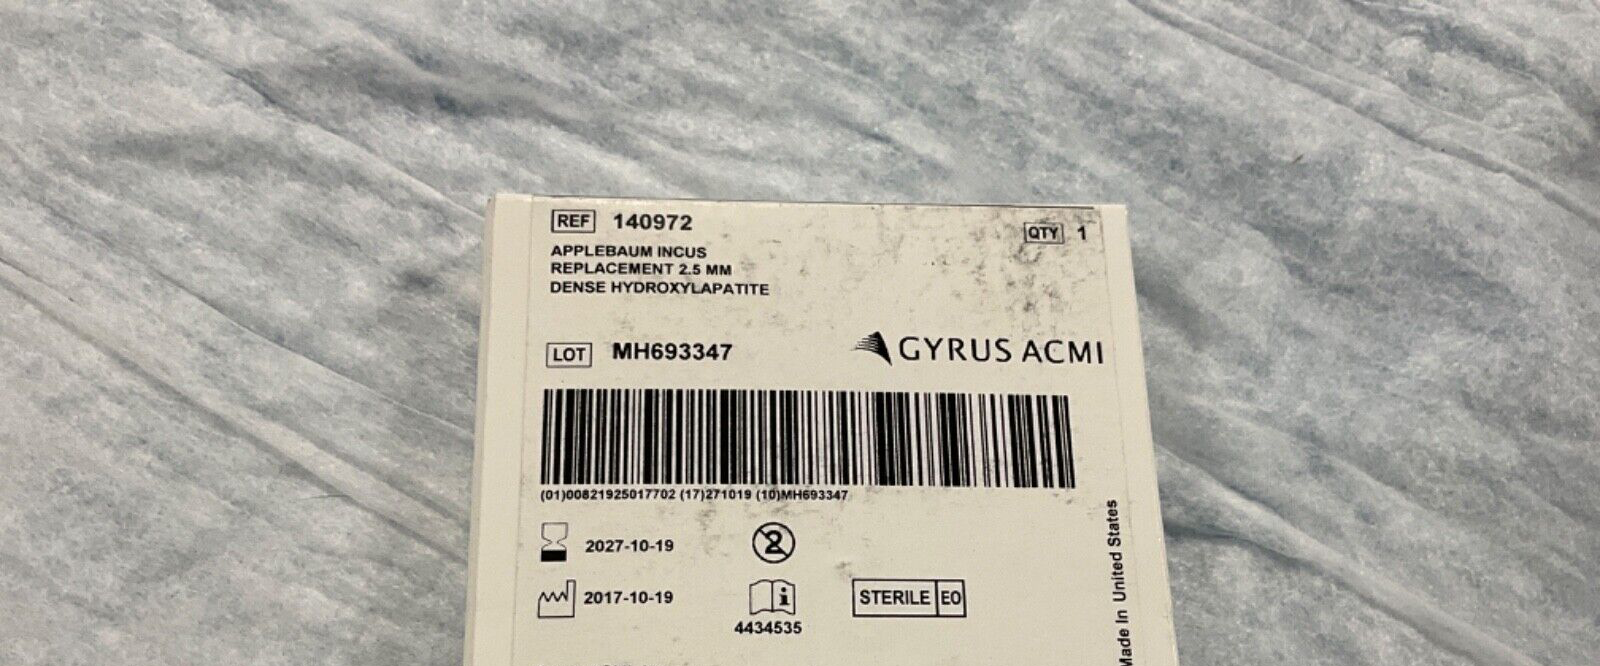 REF 140972
QTY 1
APPLEBAUM INCUS
REPLACEMENT 2.5 MM
DENSE HYDROXYLAPATITE
LOT MH693347
GYRUS ACMI
(01)00821925017702 (17)271019 (10)MH693347
2027-10-19
2
2017-10-19
i
4434535
STERILE EO
Made In United States